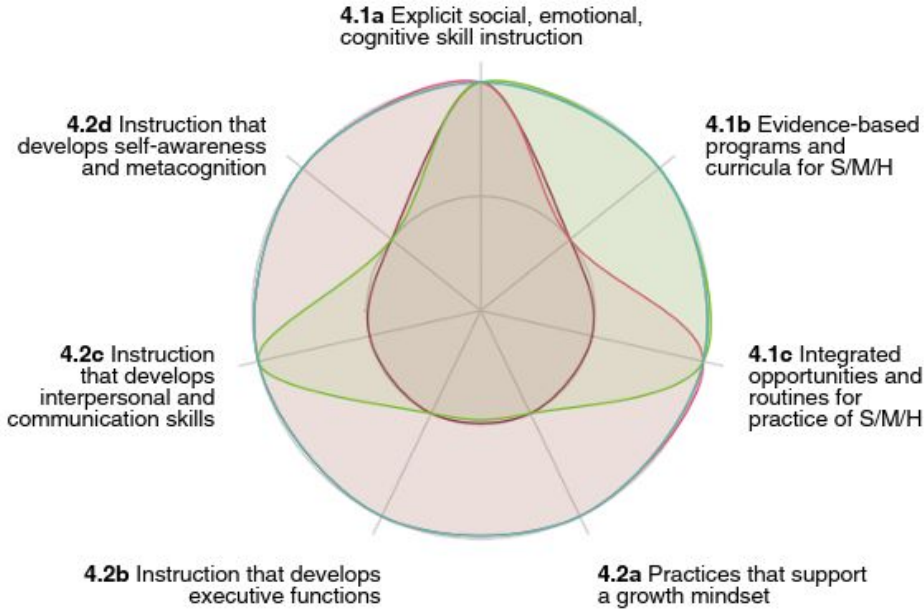 4.1a Explicit social, emotional,
cognitive skill instruction
4.2d Instruction that
develops self-awareness
and metacognition
4.1b Evidence-based
programs and
curricula for S/M/H
4.2c Instruction
that develops
interpersonal and
communication skills
4.1c Integrated
opportunities and
routines for
practice of S/M/H
4.2b Instruction that develops
executive functions
4.2a Practices that support
a growth mindset